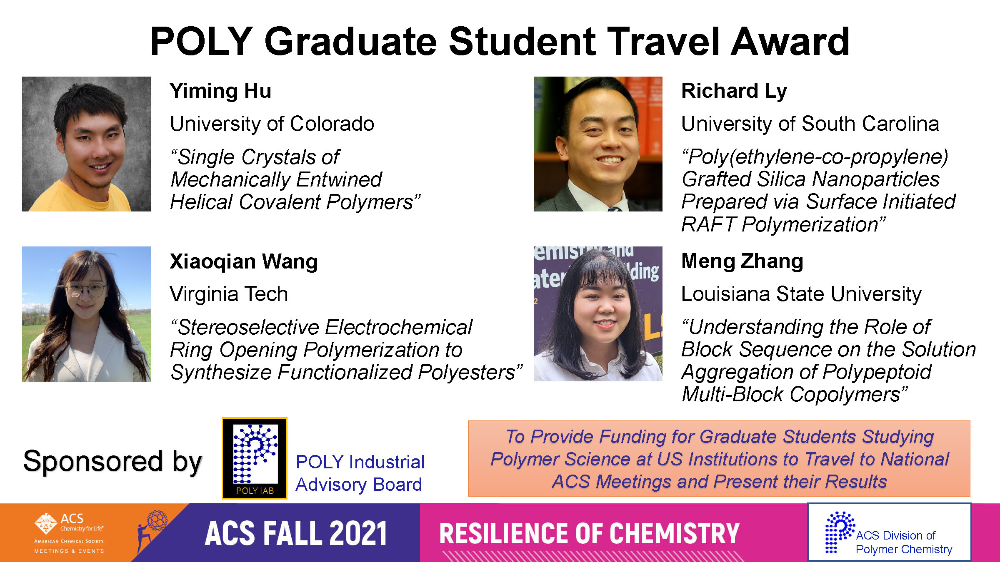 POLY Graduate Student Travel Award
Yiming Hu
University of Colorado
“Single Crystals of
Mechanically Entwined
Helical Covalent Polymers”
Richard Ly
University of South Carolina
“Poly(ethylene-co-propylene)
Grafted Silica Nanoparticles
Prepared via Surface Initiated
RAFT Polymerization”
Xiaoqian Wang
Virginia Tech
“Stereoselective Electrochemical
Ring Opening Polymerization to
Synthesize Functionalized Polyesters”
and
2
Meng Zhang
Louisiana State University
“Understanding the Role of
Block Sequence on the Solution
Aggregation of Polypeptoid
Multi-Block Copolymers”
Sponsored by
POLY IAB
POLY Industrial
Advisory Board
To Provide Funding for Graduate Students Studying
Polymer Science at US Institutions to Travel to National
ACS Meetings and Present their Results
ACS
Chemistry for Life®
A C S
AMERICAN CHEMICAL SOCIETY
MEETINGS & EVENTS
ACS FALL 2021
RESILIENCE OF CHEMISTRY
ACS Division of
Polymer Chemistry